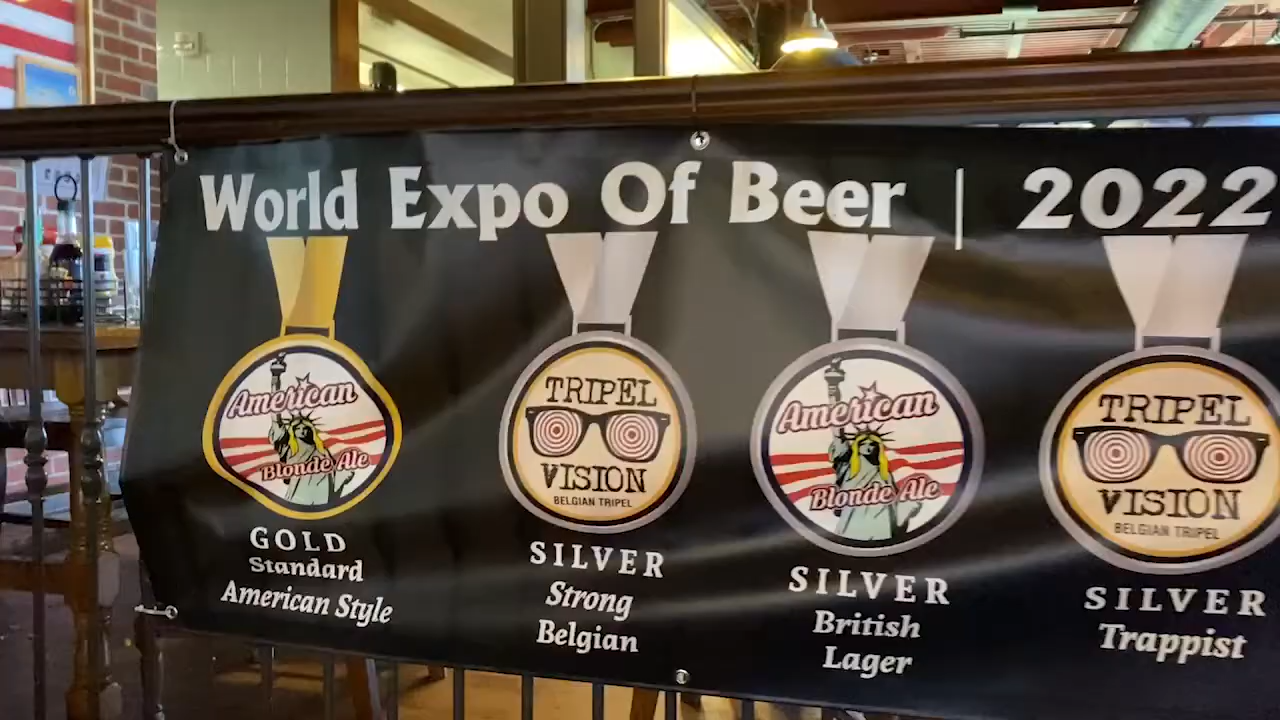 World Expo Of Beer | 2022
American
Blonde Ale
GOLD
Standard
American Style
TRIPEL
VISION
BELGIAN TRIPEL
SILVER
Strong
Belgian
American
Blonde Ale
SILVER
British
Lager
TRIPEL
VISION
BELGIAN TRIPEL
SILVER
Trappist